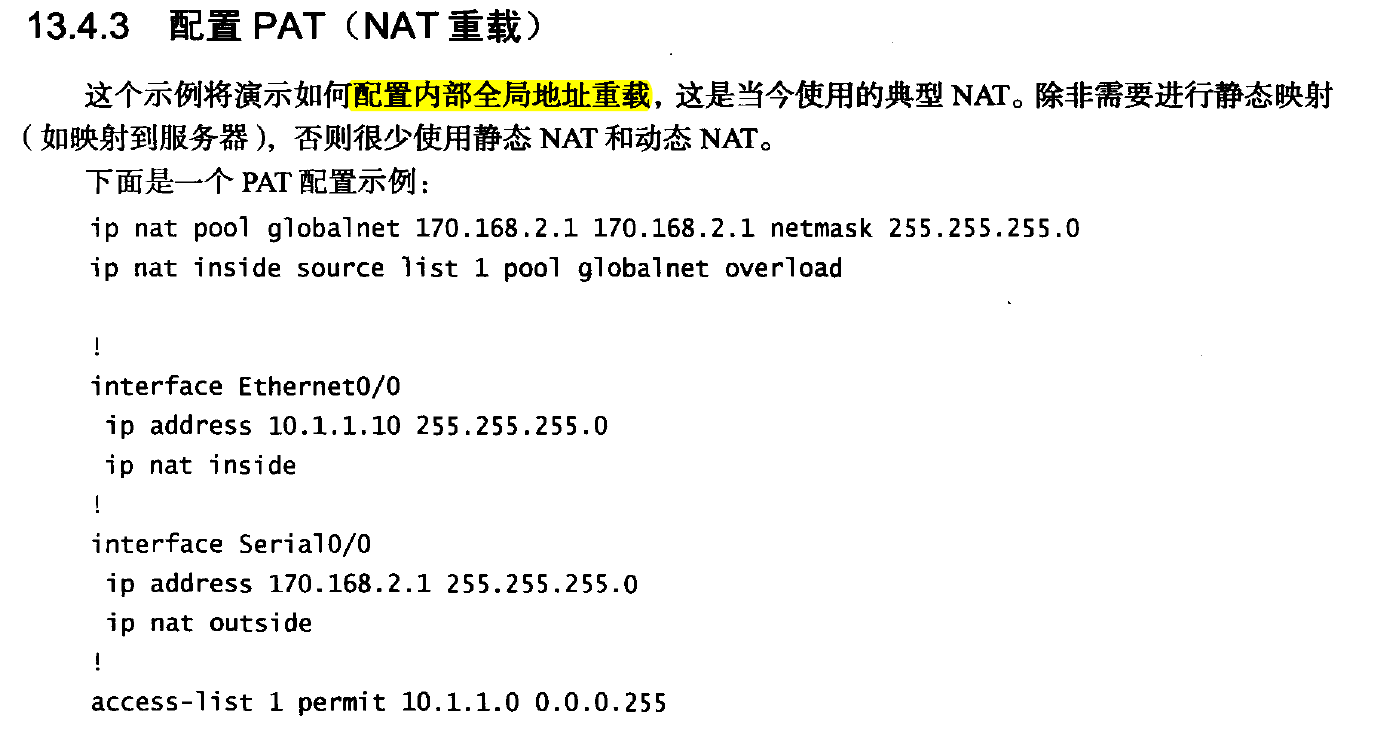 13.4.3 配置 PAT（NAT 重载）
这个示例将演示如何配置内部全局地址重载，这是当今使用的典型 NAT。除非需要进行静态映射
（如映射到服务器），否则很少使用静态 NAT 和动态 NAT。
下面是一个 PAT 配置示例：
ip nat pool globalnet 170.168.2.1 170.168.2.1 netmask 255.255.255.0
ip nat inside source list 1 pool globalnet overload
!
interface Ethernet0/0
ip address 10.1.1.10 255.255.255.0
ip nat inside
!
interface Serial0/0
ip address 170.168.2.1 255.255.255.0
ip nat outside
!
access-list 1 permit 10.1.1.0 0.0.0.255